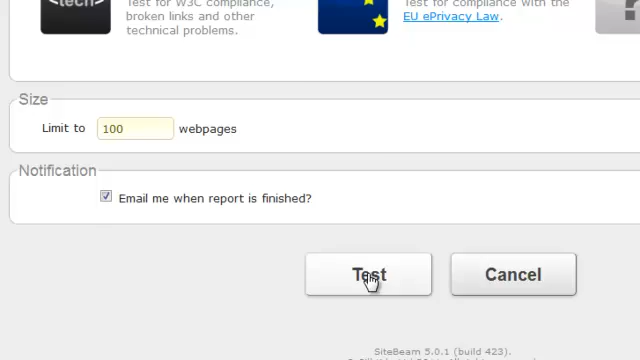 <tech>
Test for W3C compliance,
broken links and other
technical problems.
Test for compliance with the
EU ePrivacy Law.
?
Size
Limit to 100 webpages
Notification
Email me when report is finished?
Test
Cancel
SiteBeam 5.0.1 (build 423).